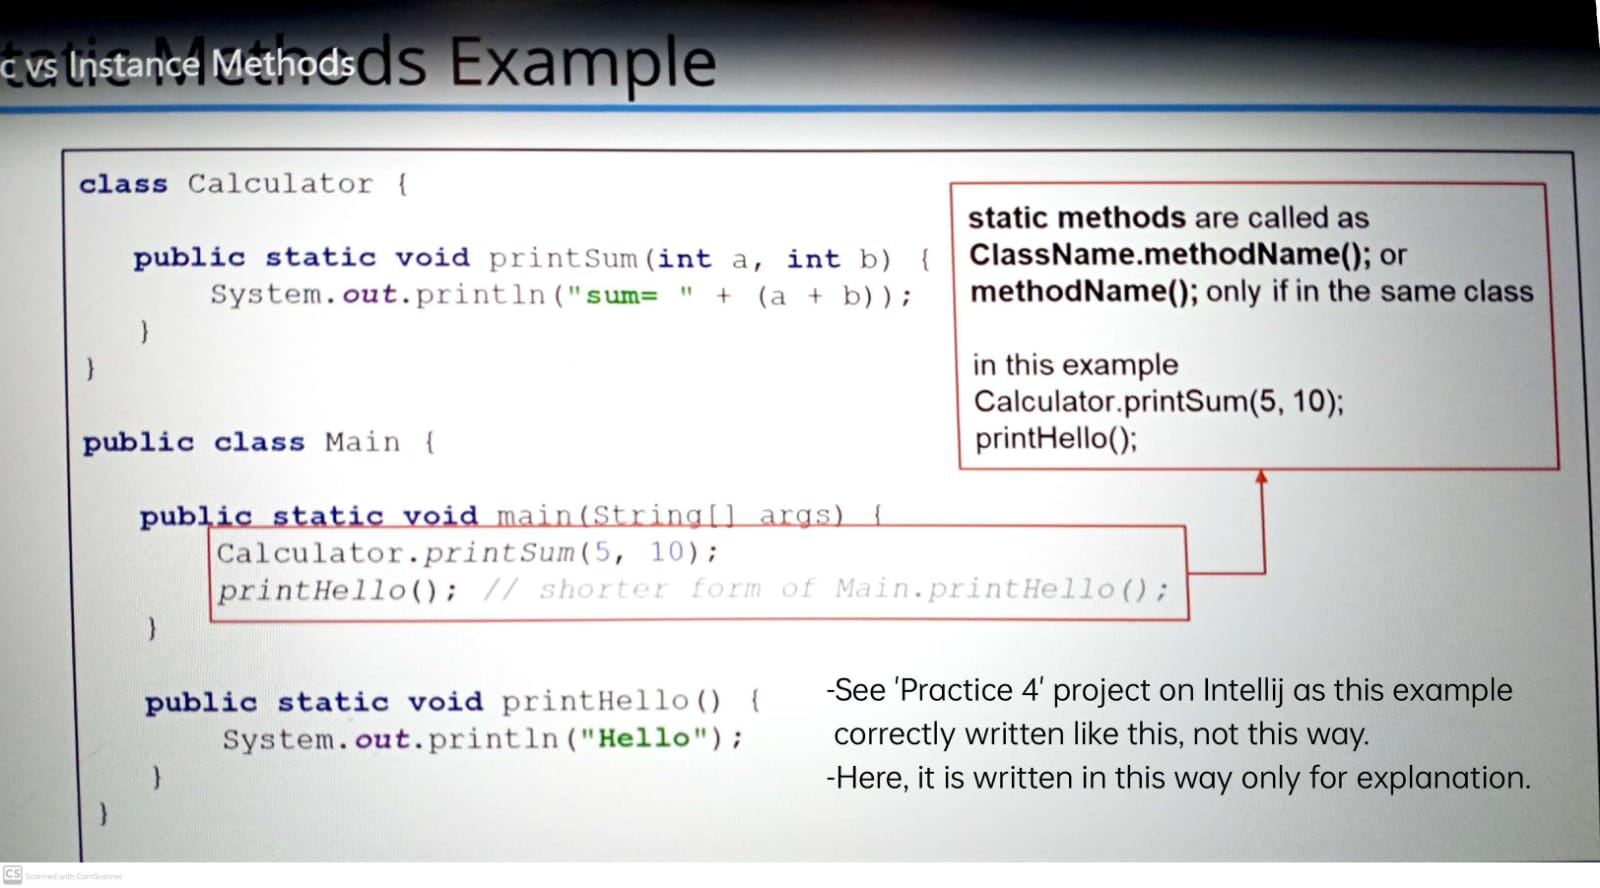 tatic Methods Example
c vs Instance Methods
class Calculator {
public static void printSum(int a, int b) {
System.out.println("sum= " + (a + b));
}
}
public class Main {
public static void main(String[] args) {
Calculator.printSum(5, 10);
printHello(); // shorter form of Main.printHello();
}
public static void printHello() {
System.out.println("Hello");
}
}
static methods are called as
ClassName.methodName(); or
methodName(); only if in the same class
in this example
Calculator.printSum(5, 10);
printHello();
-See 'Practice 4' project on Intellij as this example
correctly written like this, not this way.
-Here, it is written in this way only for explanation.
CS Scanned with CamScanner